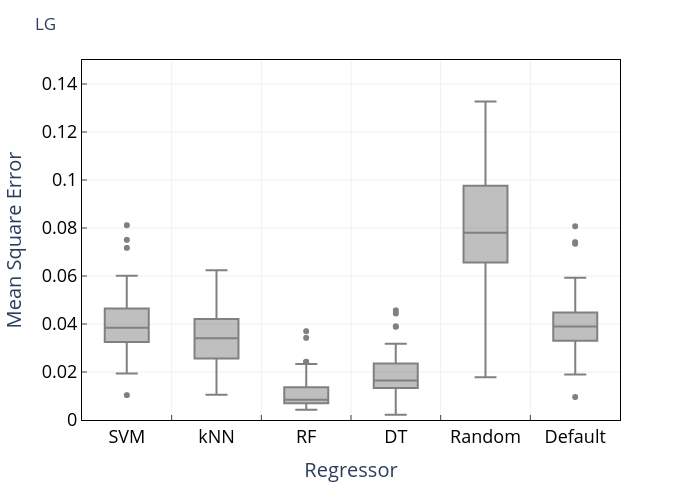 LG
Mean Square Error
0.14
0.12
0.1
0.08
0.06
0.04
0.02
0
SVM kNN RF DT Random Default
Regressor